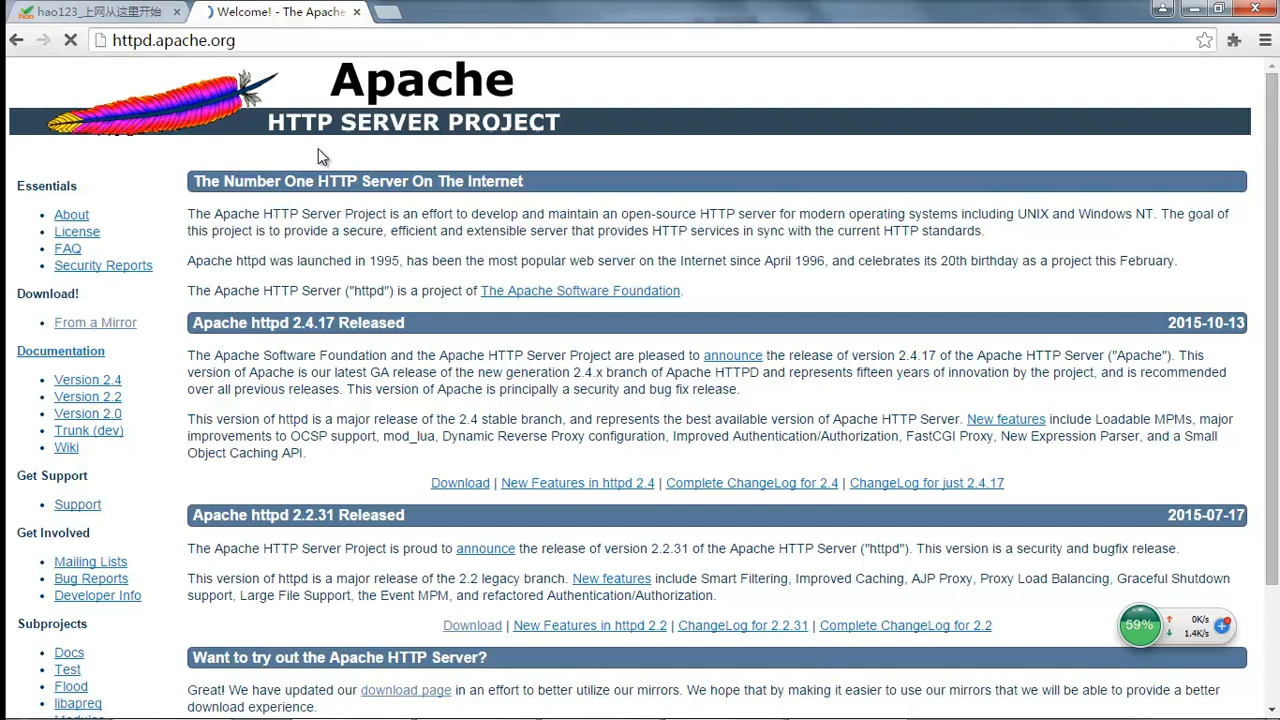 hao123_上网从这里开始
Welcome! - The Apache
httpd.apache.org
Apache
HTTP SERVER PROJECT
Essentials
About
License
FAQ
Security Reports
Download!
From a Mirror
Documentation
Version 2.4
Version 2.2
Version 2.0
Trunk (dev)
Wiki
Get Support
Support
Get Involved
Mailing Lists
Bug Reports
Developer Info
Subprojects
Docs
Test
Flood
libapreq
The Number One HTTP Server On The Internet
The Apache HTTP Server Project is an effort to develop and maintain an open-source HTTP server for modern operating systems including UNIX and Windows NT. The goal of
this project is to provide a secure, efficient and extensible server that provides HTTP services in sync with the current HTTP standards.
Apache httpd was launched in 1995, has been the most popular web server on the Internet since April 1996, and celebrates its 20th birthday as a project this February.
The Apache HTTP Server ("httpd") is a project of The Apache Software Foundation.
Apache httpd 2.4.17 Released 2015-10-13
The Apache Software Foundation and the Apache HTTP Server Project are pleased to announce the release of version 2.4.17 of the Apache HTTP Server ("Apache"). This
version of Apache is our latest GA release of the new generation 2.4.x branch of Apache HTTPD and represents fifteen years of innovation by the project, and is recommended
over all previous releases. This version of Apache is principally a security and bug fix release.
This version of httpd is a major release of the 2.4 stable branch, and represents the best available version of Apache HTTP Server. New features include Loadable MPMs, major
improvements to OCSP support, mod_lua, Dynamic Reverse Proxy configuration, Improved Authentication/Authorization, FastCGI Proxy, New Expression Parser, and a Small
Object Caching API.
Download | New Features in httpd 2.4 | Complete ChangeLog for 2.4 | ChangeLog for just 2.4.17
Apache httpd 2.2.31 Released 2015-07-17
The Apache HTTP Server Project is proud to announce the release of version 2.2.31 of the Apache HTTP Server ("httpd"). This version is a security and bugfix release.
This version of httpd is a major release of the 2.2 legacy branch. New features include Smart Filtering, Improved Caching, AJP Proxy, Proxy Load Balancing, Graceful Shutdown
support, Large File Support, the Event MPM, and refactored Authentication/Authorization.
Download | New Features in httpd 2.2 | ChangeLog for 2.2.31 | Complete ChangeLog for 2.2
59%
0K/s
1.4K/s
Want to try out the Apache HTTP Server?
Great! We have updated our download page in an effort to better utilize our mirrors. We hope that by making it easier to use our mirrors that we will be able to provide a better
download experience.